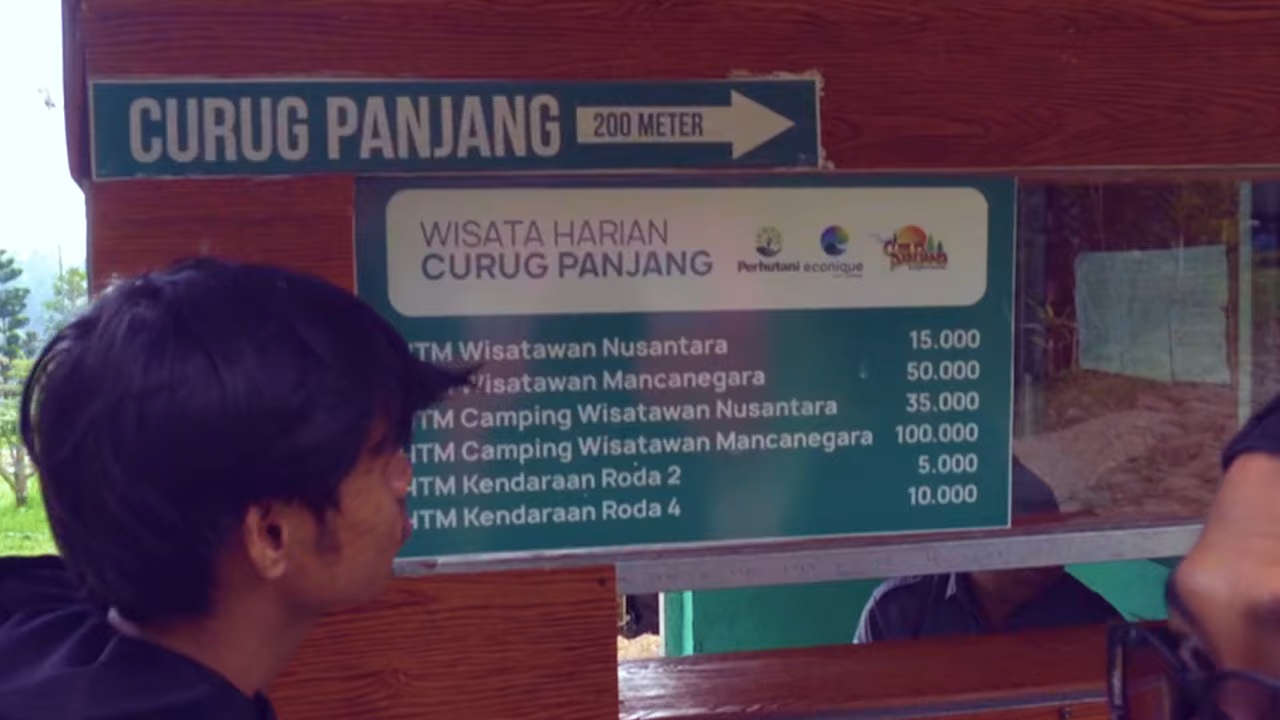 CURUG PANJANG 200 METER
WISATA HARIAN
CURUG PANJANG
Perhutani econique
HTM Wisatawan Nusantara 15.000
Wisatawan Mancanegara 50.000
HTM Camping Wisatawan Nusantara 35.000
HTM Camping Wisatawan Mancanegara 100.000
HTM Kendaraan Roda 2 5.000
HTM Kendaraan Roda 4 10.000